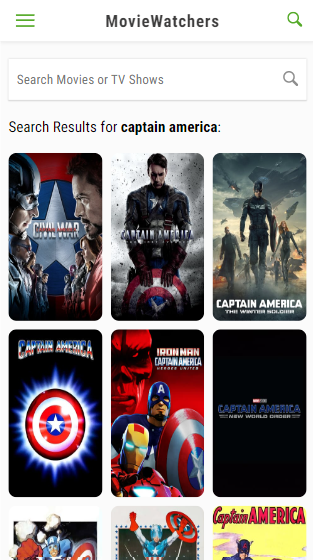 MovieWatchers
Search Movies or TV Shows
Search Results for captain america:
CIVIL WAR
CAPTAIN AMERICA
CAPTAIN AMERICA
THE WINTER SOLDIER
CAPTAIN AMERICA
IRON MAN
CAPTAIN AMERICA
HEROES UNITED
CAPTAIN AMERICA
NEW WORLD ORDER
Captain AMERICA